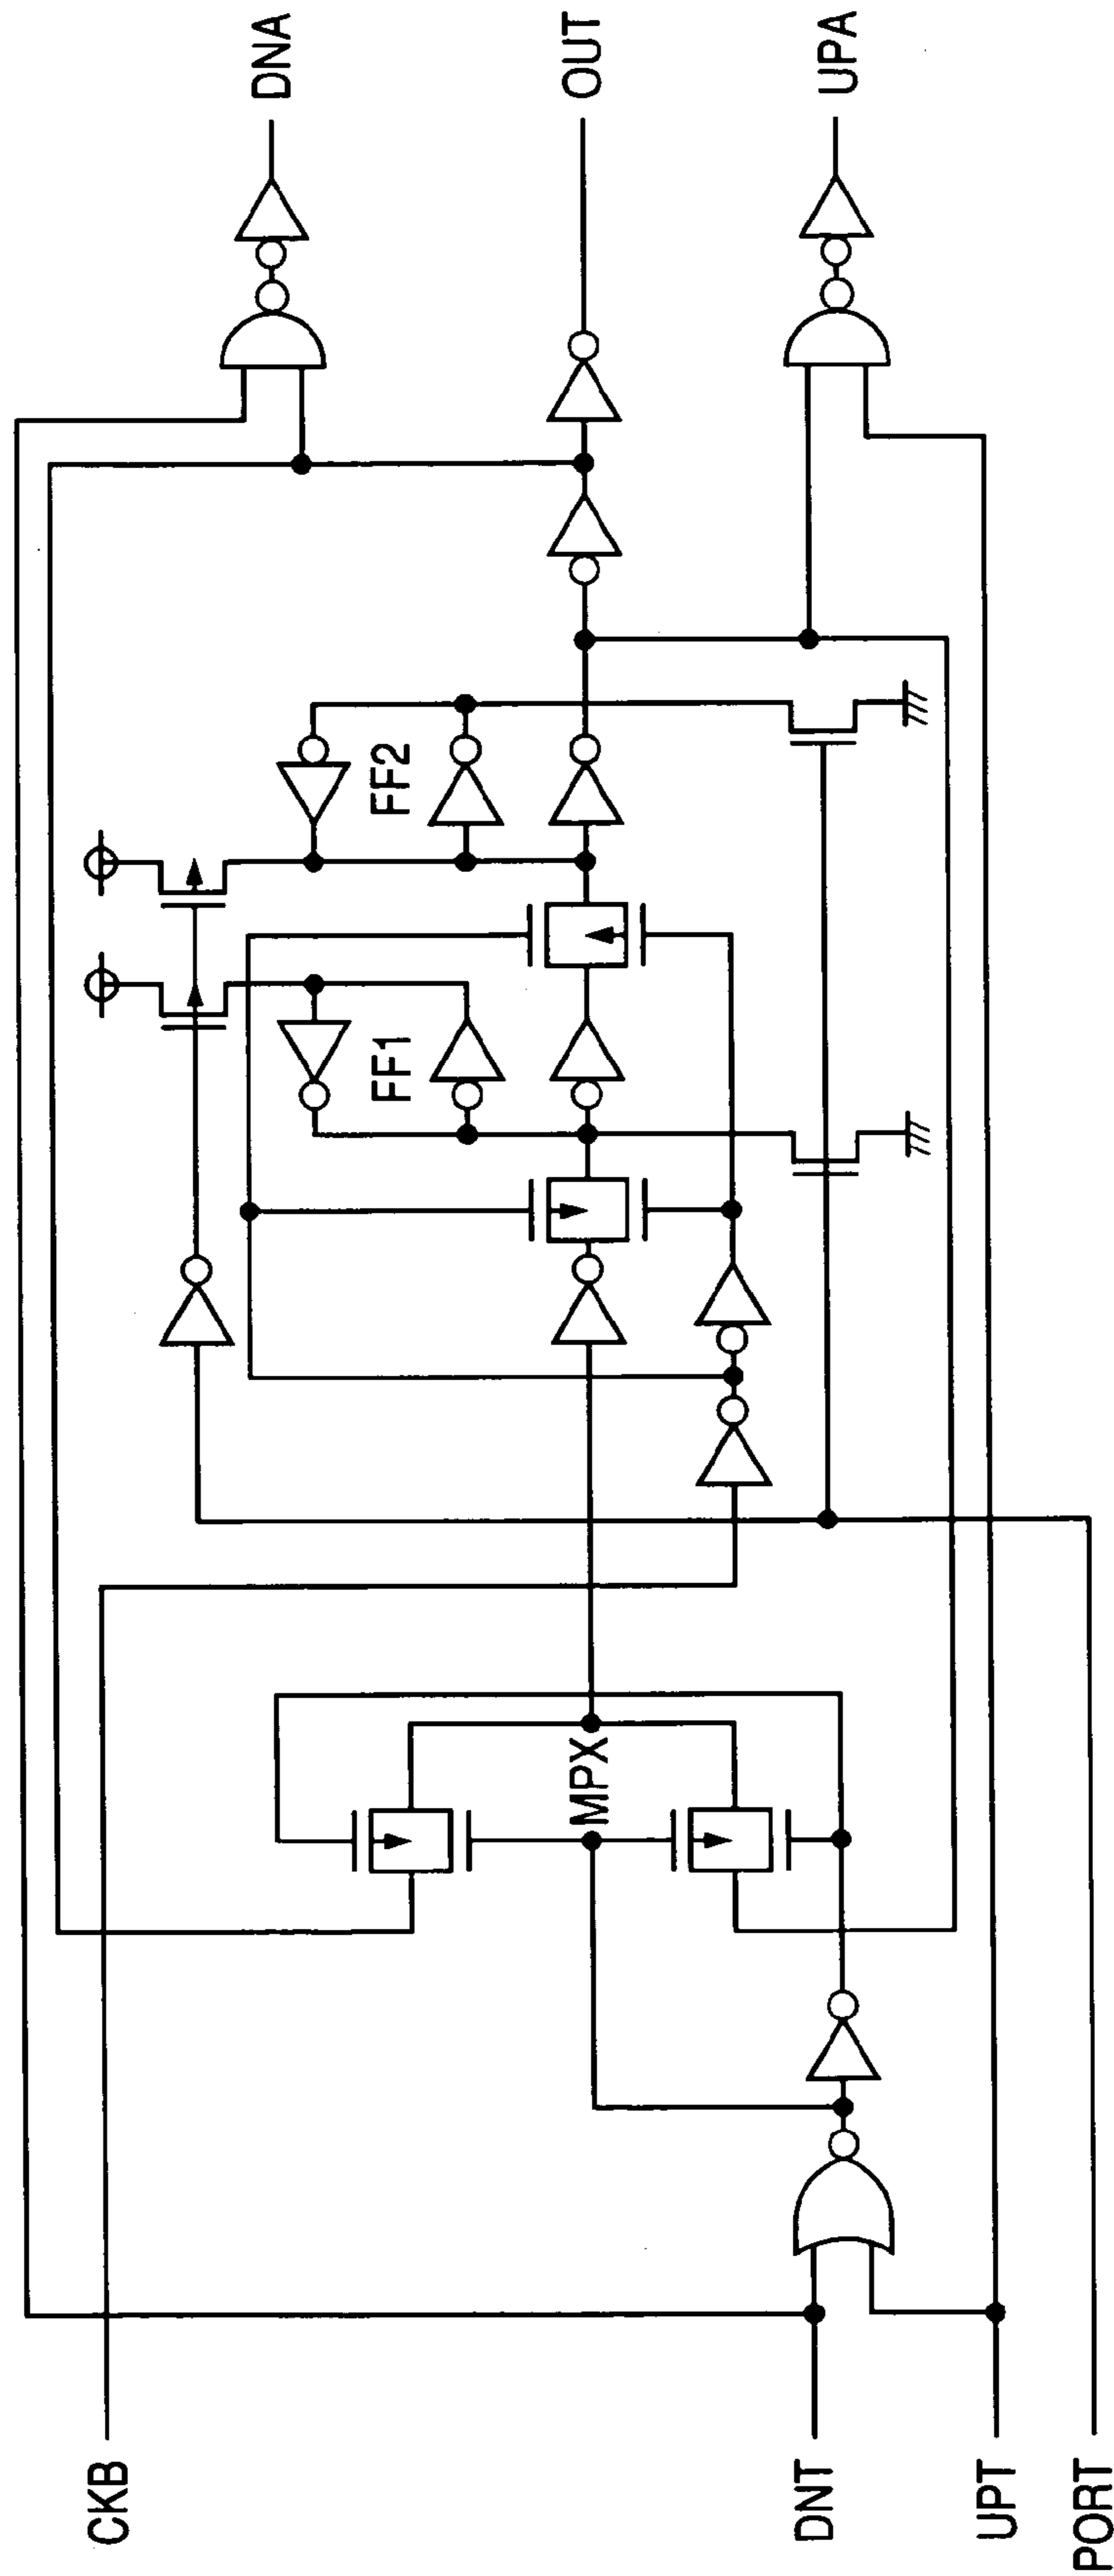 CKB
DNT
UPT
PORT
MPX
FF1
FF2
DNA
OUT
UPA